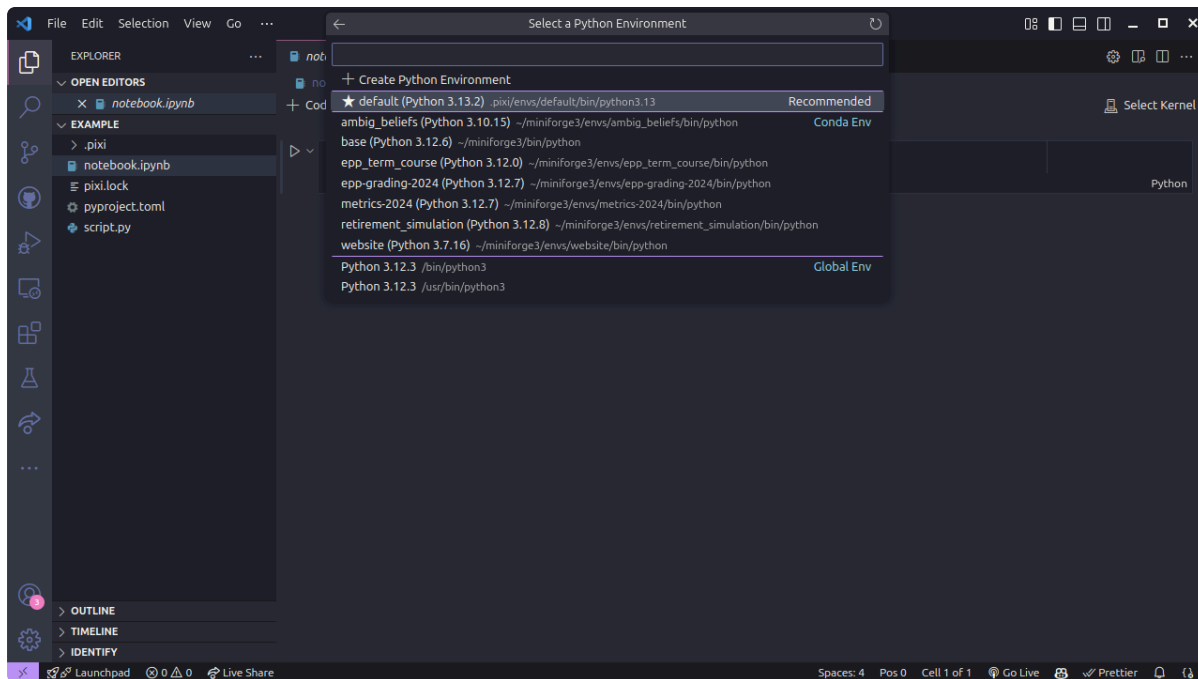 File Edit Selection View Go ···
Select a Python Environment
EXPLORER
OPEN EDITORS
notebook.ipynb
EXAMPLE
.pixi
notebook.ipynb
pixi.lock
pyproject.toml
script.py
OUTLINE
TIMELINE
IDENTIFY
not
no
+ Cod
+ Create Python Environment
★ default (Python 3.13.2) .pixi/envs/default/bin/python3.13 Recommended
ambig_beliefs (Python 3.10.15) ~/miniforge3/envs/ambig_beliefs/bin/python Conda Env
base (Python 3.12.6) ~/miniforge3/bin/python
epp_term_course (Python 3.12.0) ~/miniforge3/envs/epp_term_course/bin/python
epp-grading-2024 (Python 3.12.7) ~/miniforge3/envs/epp-grading-2024/bin/python
metrics-2024 (Python 3.12.7) ~/miniforge3/envs/metrics-2024/bin/python
retirement_simulation (Python 3.12.8) ~/miniforge3/envs/retirement_simulation/bin/python
website (Python 3.7.16) ~/miniforge3/envs/website/bin/python
Python 3.12.3 /bin/python3 Global Env
Python 3.12.3 /usr/bin/python3
Select Kernel
Python
3
Launchpad 0 0 Live Share
Spaces: 4 Pos 0 Cell 1 of 1 Go Live Prettier